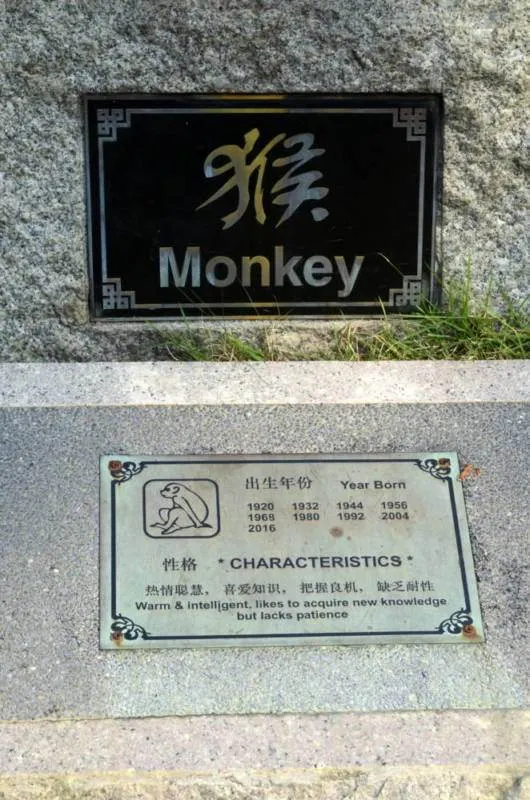 猴
Monkey
出生年份 Year Born
1920 1932 1944 1956
1968 1980 1992 2004
2016
性格 * CHARACTERISTICS *
热情聪慧，喜爱知识，把握良机，缺乏耐性
Warm & intelligent, likes to acquire new knowledge
but lacks patience